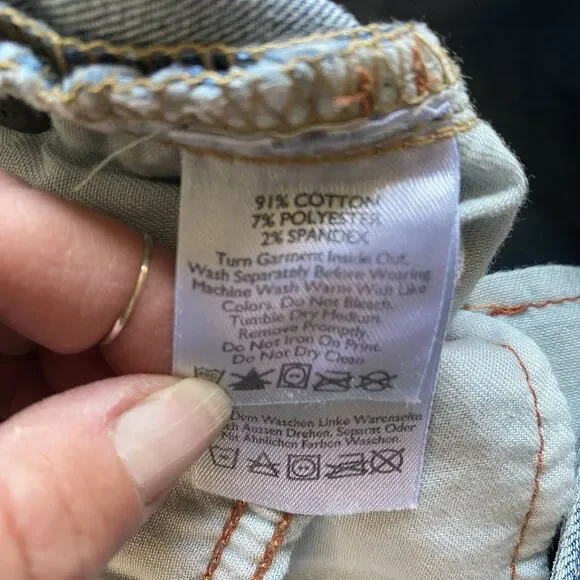 91% COTTON
7% POLYESTER
2% SPANDEX
Turn Garment Inside Out.
Wash Separately Before Wearing.
Machine Wash Warm Wash Like
Colors. Do Not Bleach.
Tumble Dry Medium.
Remove Promptly.
Do Not Iron On Print.
Do Not Dry Clean
Dem Waschen Linke Warenseite
ch Aussen Drehen, Separat Oder
Mit Ähnlichen Farben Waschen.